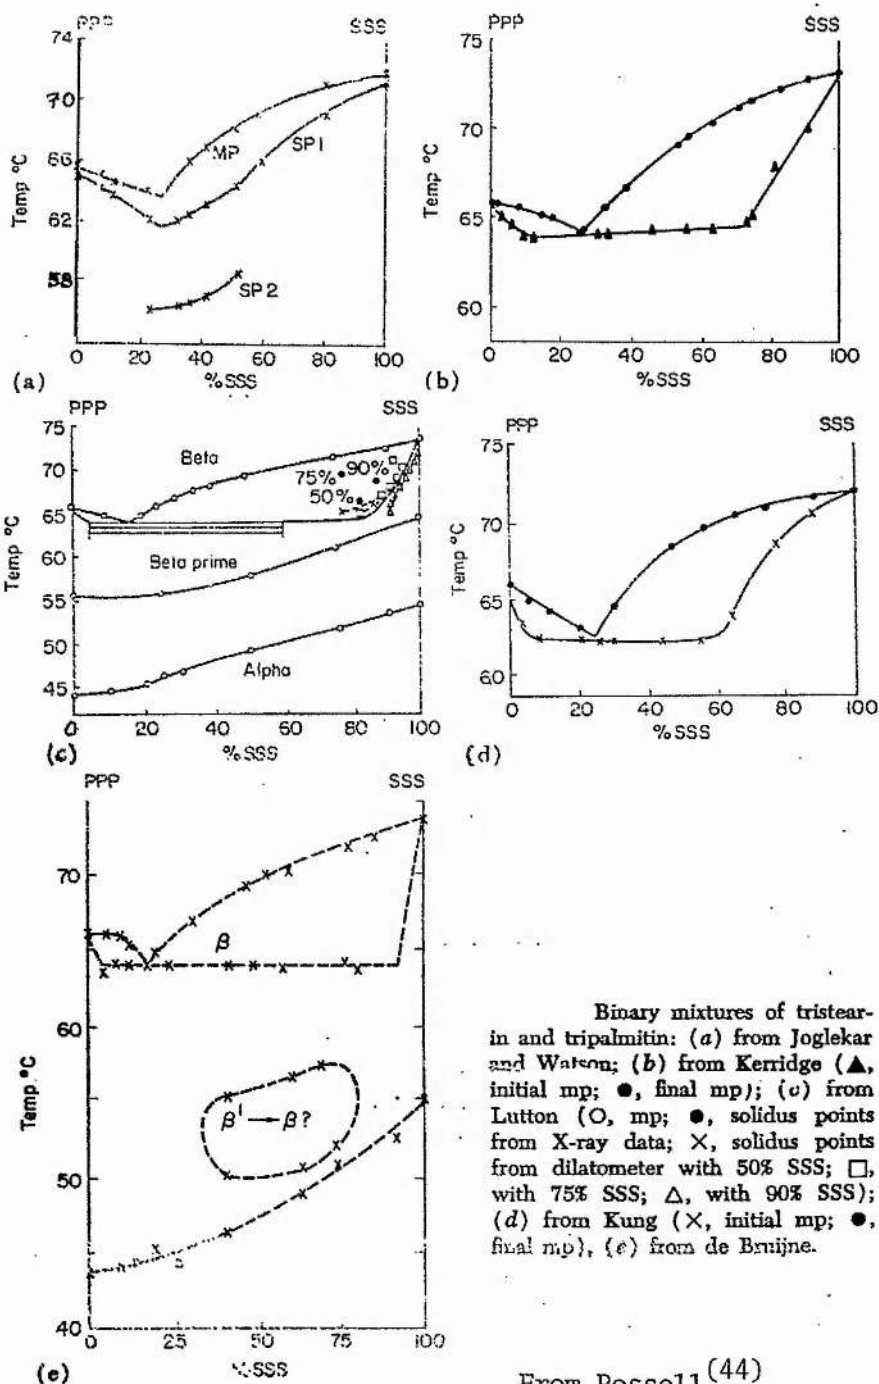 PPP SSS
74
70
66
62
58
Temp °C
MP
SP1
SP2
0 20 40 60 80 100
(a) %SSS
PPP SSS
75
70
65
60
Temp °C
0 20 40 60 80 100
(b) %SSS
PPP SSS
75
70
65
60
55
50
45
Temp °C
Beta
75% 90%
50%
Beta prime
Alpha
0 20 40 60 80 100
(c) %SSS
PPP SSS
75
70
65
60
Temp °C
0 20 40 60 80 100
(d) %SSS
PPP SSS
70
60
50
40
Temp °C
β
β' → β?
0 25 50 75 100
(e) %SSS
Binary mixtures of tristear-
in and tripalmitin: (a) from Joglekar
and Watson; (b) from Kerridge (▲,
initial mp; ●, final mp); (c) from
Lutton (O, mp; ●, solidus points
from X-ray data; ×, solidus points
from dilatometer with 50% SSS; □,
with 75% SSS; △, with 90% SSS);
(d) from Kung (×, initial mp; ●,
final mp), (e) from de Bruijne.
From Rossell (44)